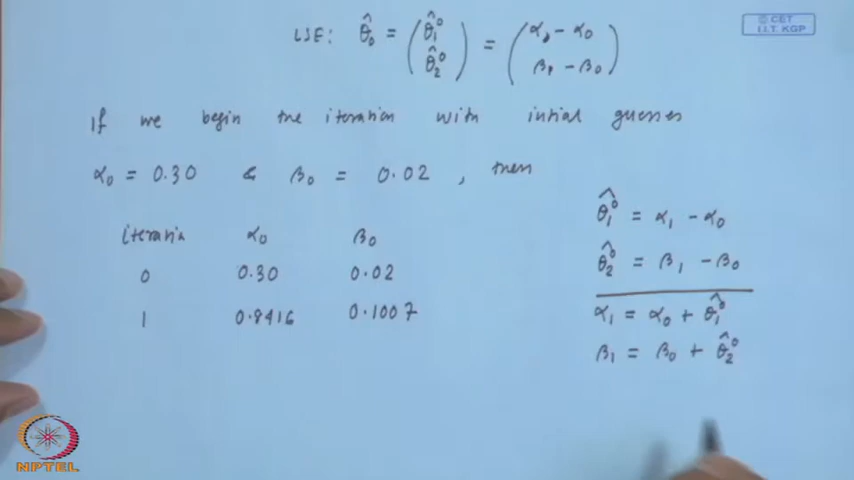 © CET
I.I.T. KGP
LSE: θ̂₀ = (θ̂₁⁰ θ̂₂⁰) = (α₁ - α₀ β₁ - β₀)
If we begin the iteration with intial guesses
α₀ = 0.30 & β₀ = 0.02 , then
iteration α₀ β₀
0 0.30 0.02
1 0.8416 0.1007
θ̂₁⁰ = α₁ - α₀
θ̂₂⁰ = β₁ - β₀
α₁ = α₀ + θ̂₁⁰
β₁ = β₀ + θ̂₂⁰
NPTEL